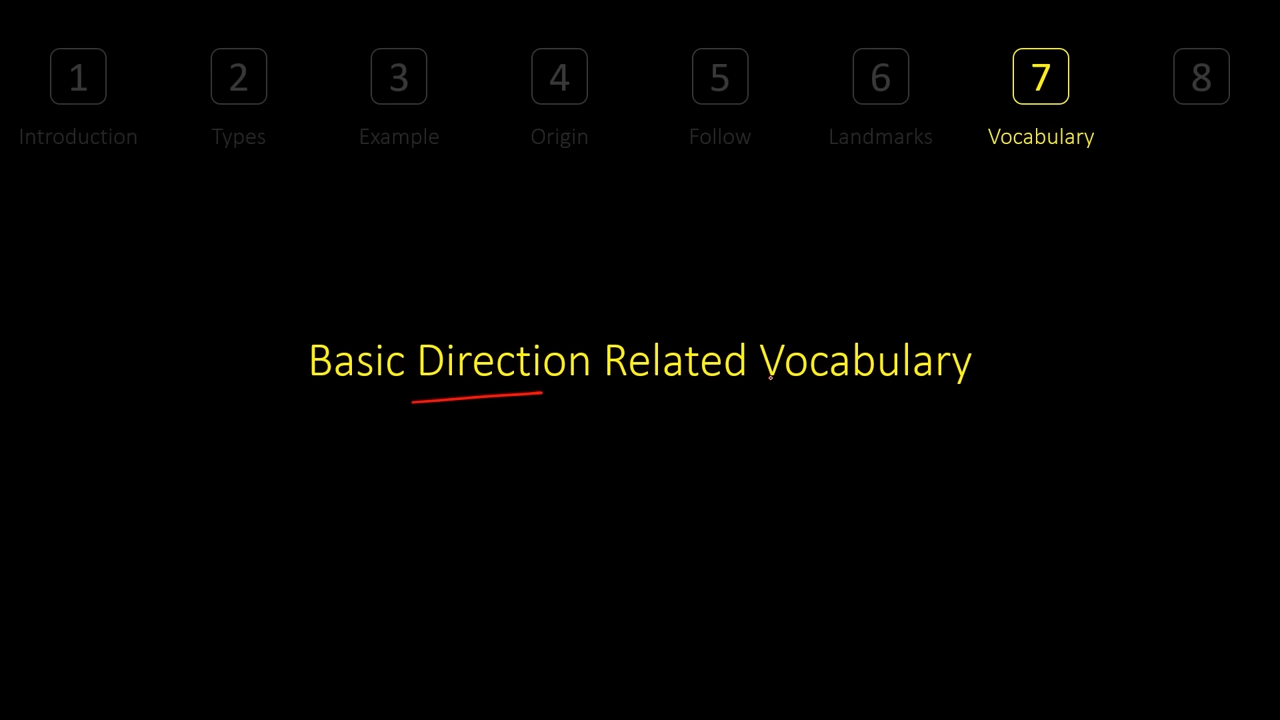 1 2 3 4 5 6 7 8
Introduction Types Example Origin Follow Landmarks Vocabulary
Basic Direction Related Vocabulary